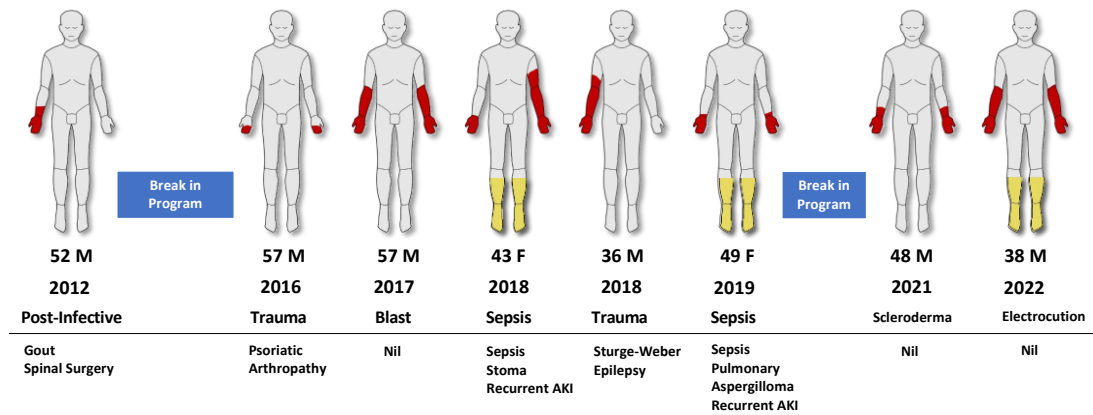 Break in
Program
Break in
Program
52 M
57 M
57 M
43 F
36 M
49 F
48 M
38 M
2012
2016
2017
2018
2018
2019
2021
2022
Post-Infective
Trauma
Blast
Sepsis
Trauma
Sepsis
Scleroderma
Electrocution
Gout
Spinal Surgery
Psoriatic
Arthropathy
Nil
Sepsis
Stoma
Recurrent AKI
Sturge-Weber
Epilepsy
Sepsis
Pulmonary
Aspergilloma
Recurrent AKI
Nil
Nil